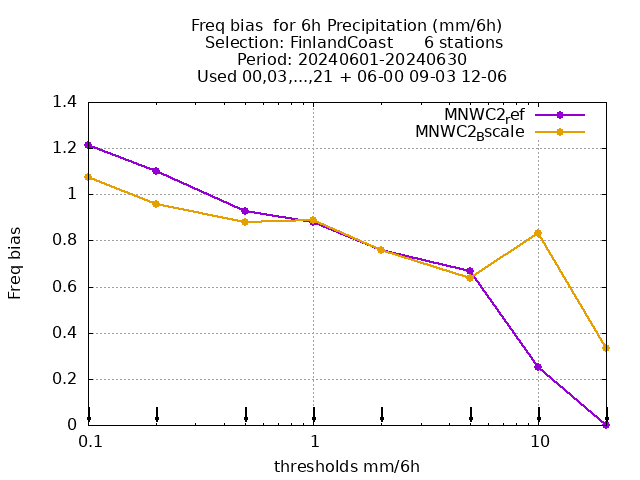 Freq bias  for 6h Precipitation (mm/6h)
Selection: FinlandCoast      6 stations
Period: 20240601-20240630
Used 00,03,...,21 + 06-00 09-03 12-06
MNWC2ref
MNWC2Bscale
1.4
1.2
1
0.8
0.6
0.4
0.2
0
Freq bias
0.1
1
10
thresholds mm/6h